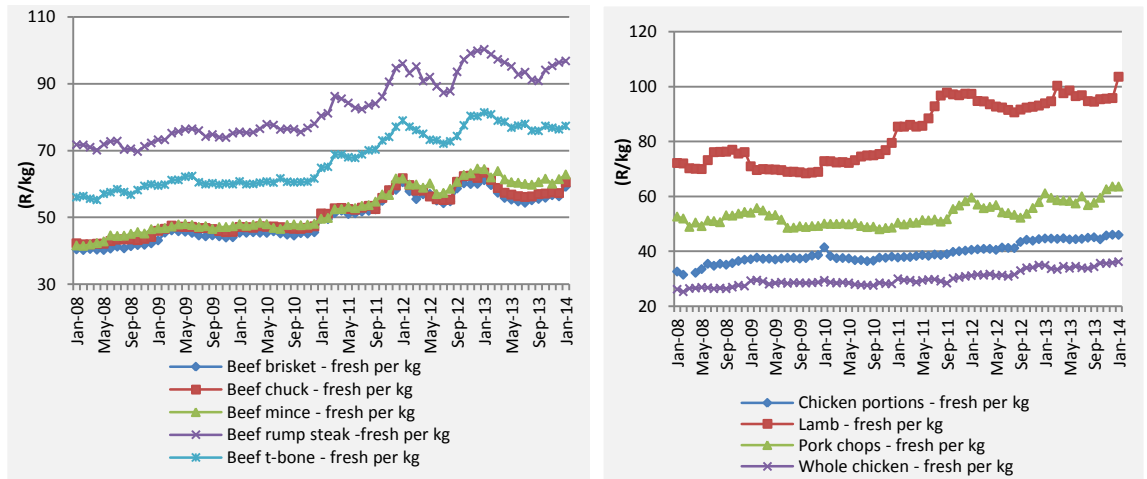 110
90
70
50
30
(R/kg)
Jan-08
May-08
Sep-08
Jan-09
May-09
Sep-09
Jan-10
May-10
Sep-10
Jan-11
May-11
Sep-11
Jan-12
May-12
Sep-12
Jan-13
May-13
Sep-13
Jan-14
Beef brisket - fresh per kg
Beef chuck - fresh per kg
Beef mince - fresh per kg
Beef rump steak -fresh per kg
Beef t-bone - fresh per kg
120
100
80
60
40
20
(R/kg)
Jan-08
May-08
Sep-08
Jan-09
May-09
Sep-09
Jan-10
May-10
Sep-10
Jan-11
May-11
Sep-11
Jan-12
May-12
Sep-12
Jan-13
May-13
Sep-13
Jan-14
Chicken portions - fresh per kg
Lamb - fresh per kg
Pork chops - fresh per kg
Whole chicken - fresh per kg